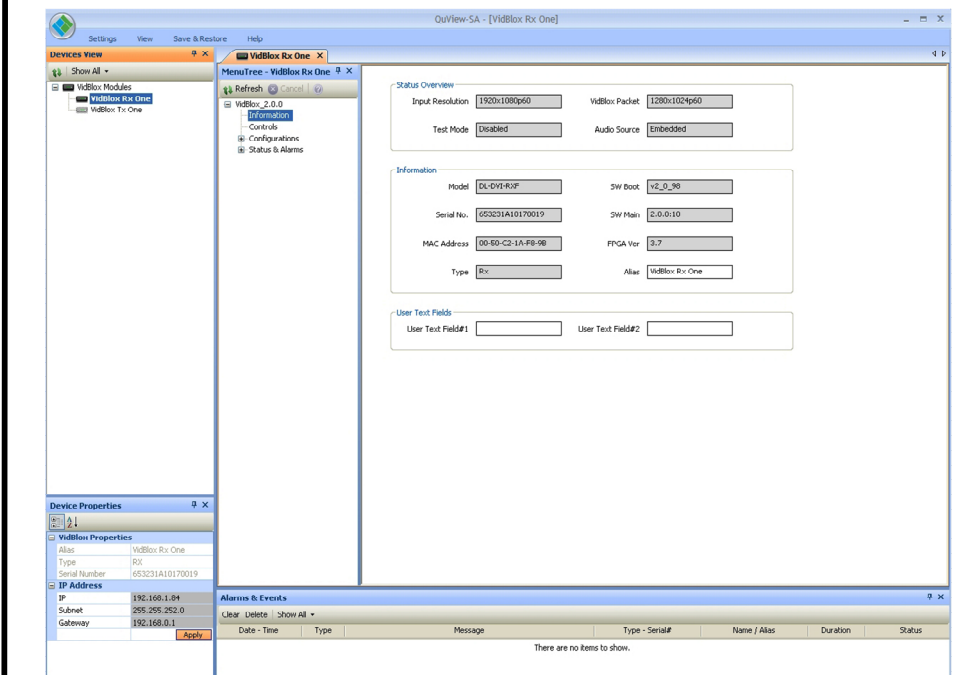 QuView-SA - [VidBlox Rx One]
Settings View Save & Restore Help
Devices View
Show All
VidBlox Modules
VidBlox Rx One
VidBlox Tx One
VidBlox Rx One X
MenuTree - VidBlox Rx One
Refresh Cancel
VidBlox_2.0.0
Information
Controls
Configurations
Status & Alarms
Status Overview
Input Resolution 1920x1080p60 VidBlox Packet 1280x1024p60
Test Mode Disabled Audio Source Embedded
Information
Model DL-DVI-RXF SW Boot v2_0_98
Serial No. 653231A10170019 SW Main 2.0.0:10
MAC Address 00-50-C2-1A-F8-9B FPGA Ver 3.7
Type Rx Alias VidBlox Rx One
User Text Fields
User Text Field#1 User Text Field#2
Device Properties
VidBlox Properties
Alias VidBlox Rx One
Type RX
Serial Number 653231A10170019
IP Address
IP 192.168.1.84
Subnet 255.255.252.0
Gateway 192.168.0.1
Apply
Alarms & Events
Clear Delete Show All
Date - Time Type Message Type - Serial# Name / Alias Duration Status
There are no items to show.